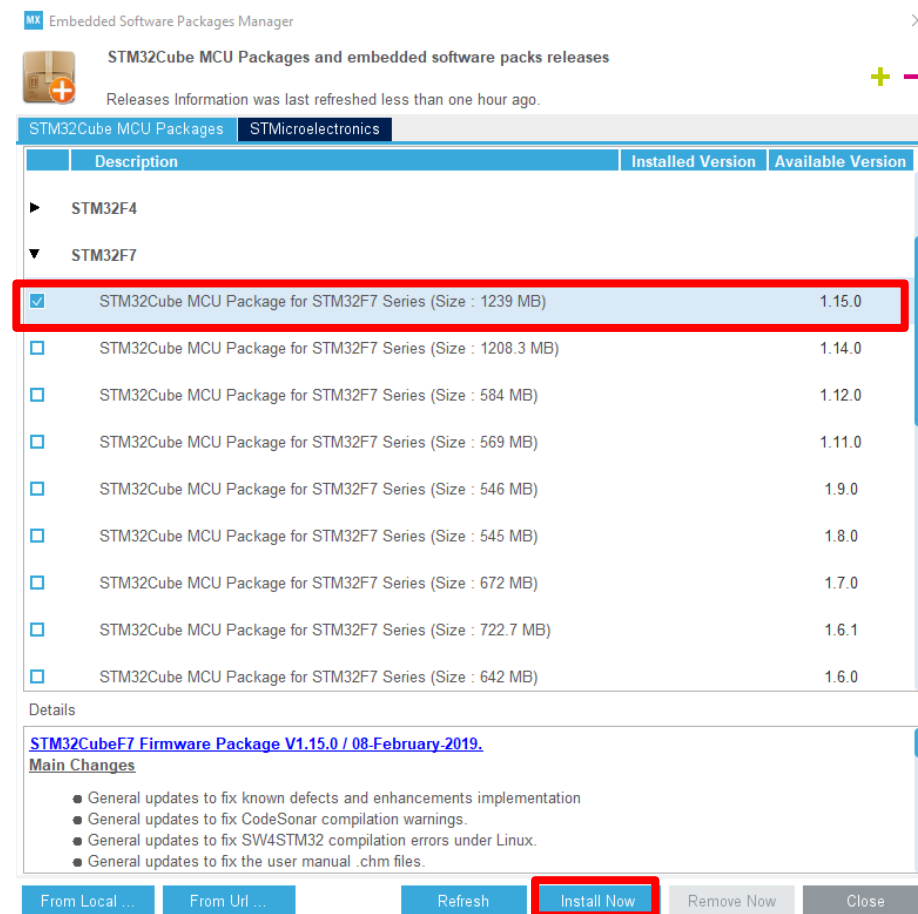 MX Embedded Software Packages Manager
STM32Cube MCU Packages and embedded software packs releases
Releases Information was last refreshed less than one hour ago.
STM32Cube MCU Packages STMicroelectronics
Description Installed Version Available Version
STM32F4
STM32F7
STM32Cube MCU Package for STM32F7 Series (Size : 1239 MB) 1.15.0
STM32Cube MCU Package for STM32F7 Series (Size : 1208.3 MB) 1.14.0
STM32Cube MCU Package for STM32F7 Series (Size : 584 MB) 1.12.0
STM32Cube MCU Package for STM32F7 Series (Size : 569 MB) 1.11.0
STM32Cube MCU Package for STM32F7 Series (Size : 546 MB) 1.9.0
STM32Cube MCU Package for STM32F7 Series (Size : 545 MB) 1.8.0
STM32Cube MCU Package for STM32F7 Series (Size : 672 MB) 1.7.0
STM32Cube MCU Package for STM32F7 Series (Size : 722.7 MB) 1.6.1
STM32Cube MCU Package for STM32F7 Series (Size : 642 MB) 1.6.0
Details
STM32CubeF7 Firmware Package V1.15.0 / 08-February-2019.
Main Changes
● General updates to fix known defects and enhancements implementation
● General updates to fix CodeSonar compilation warnings.
● General updates to fix SW4STM32 compilation errors under Linux.
● General updates to fix the user manual .chm files.
From Local ... From Url ... Refresh Install Now Remove Now Close